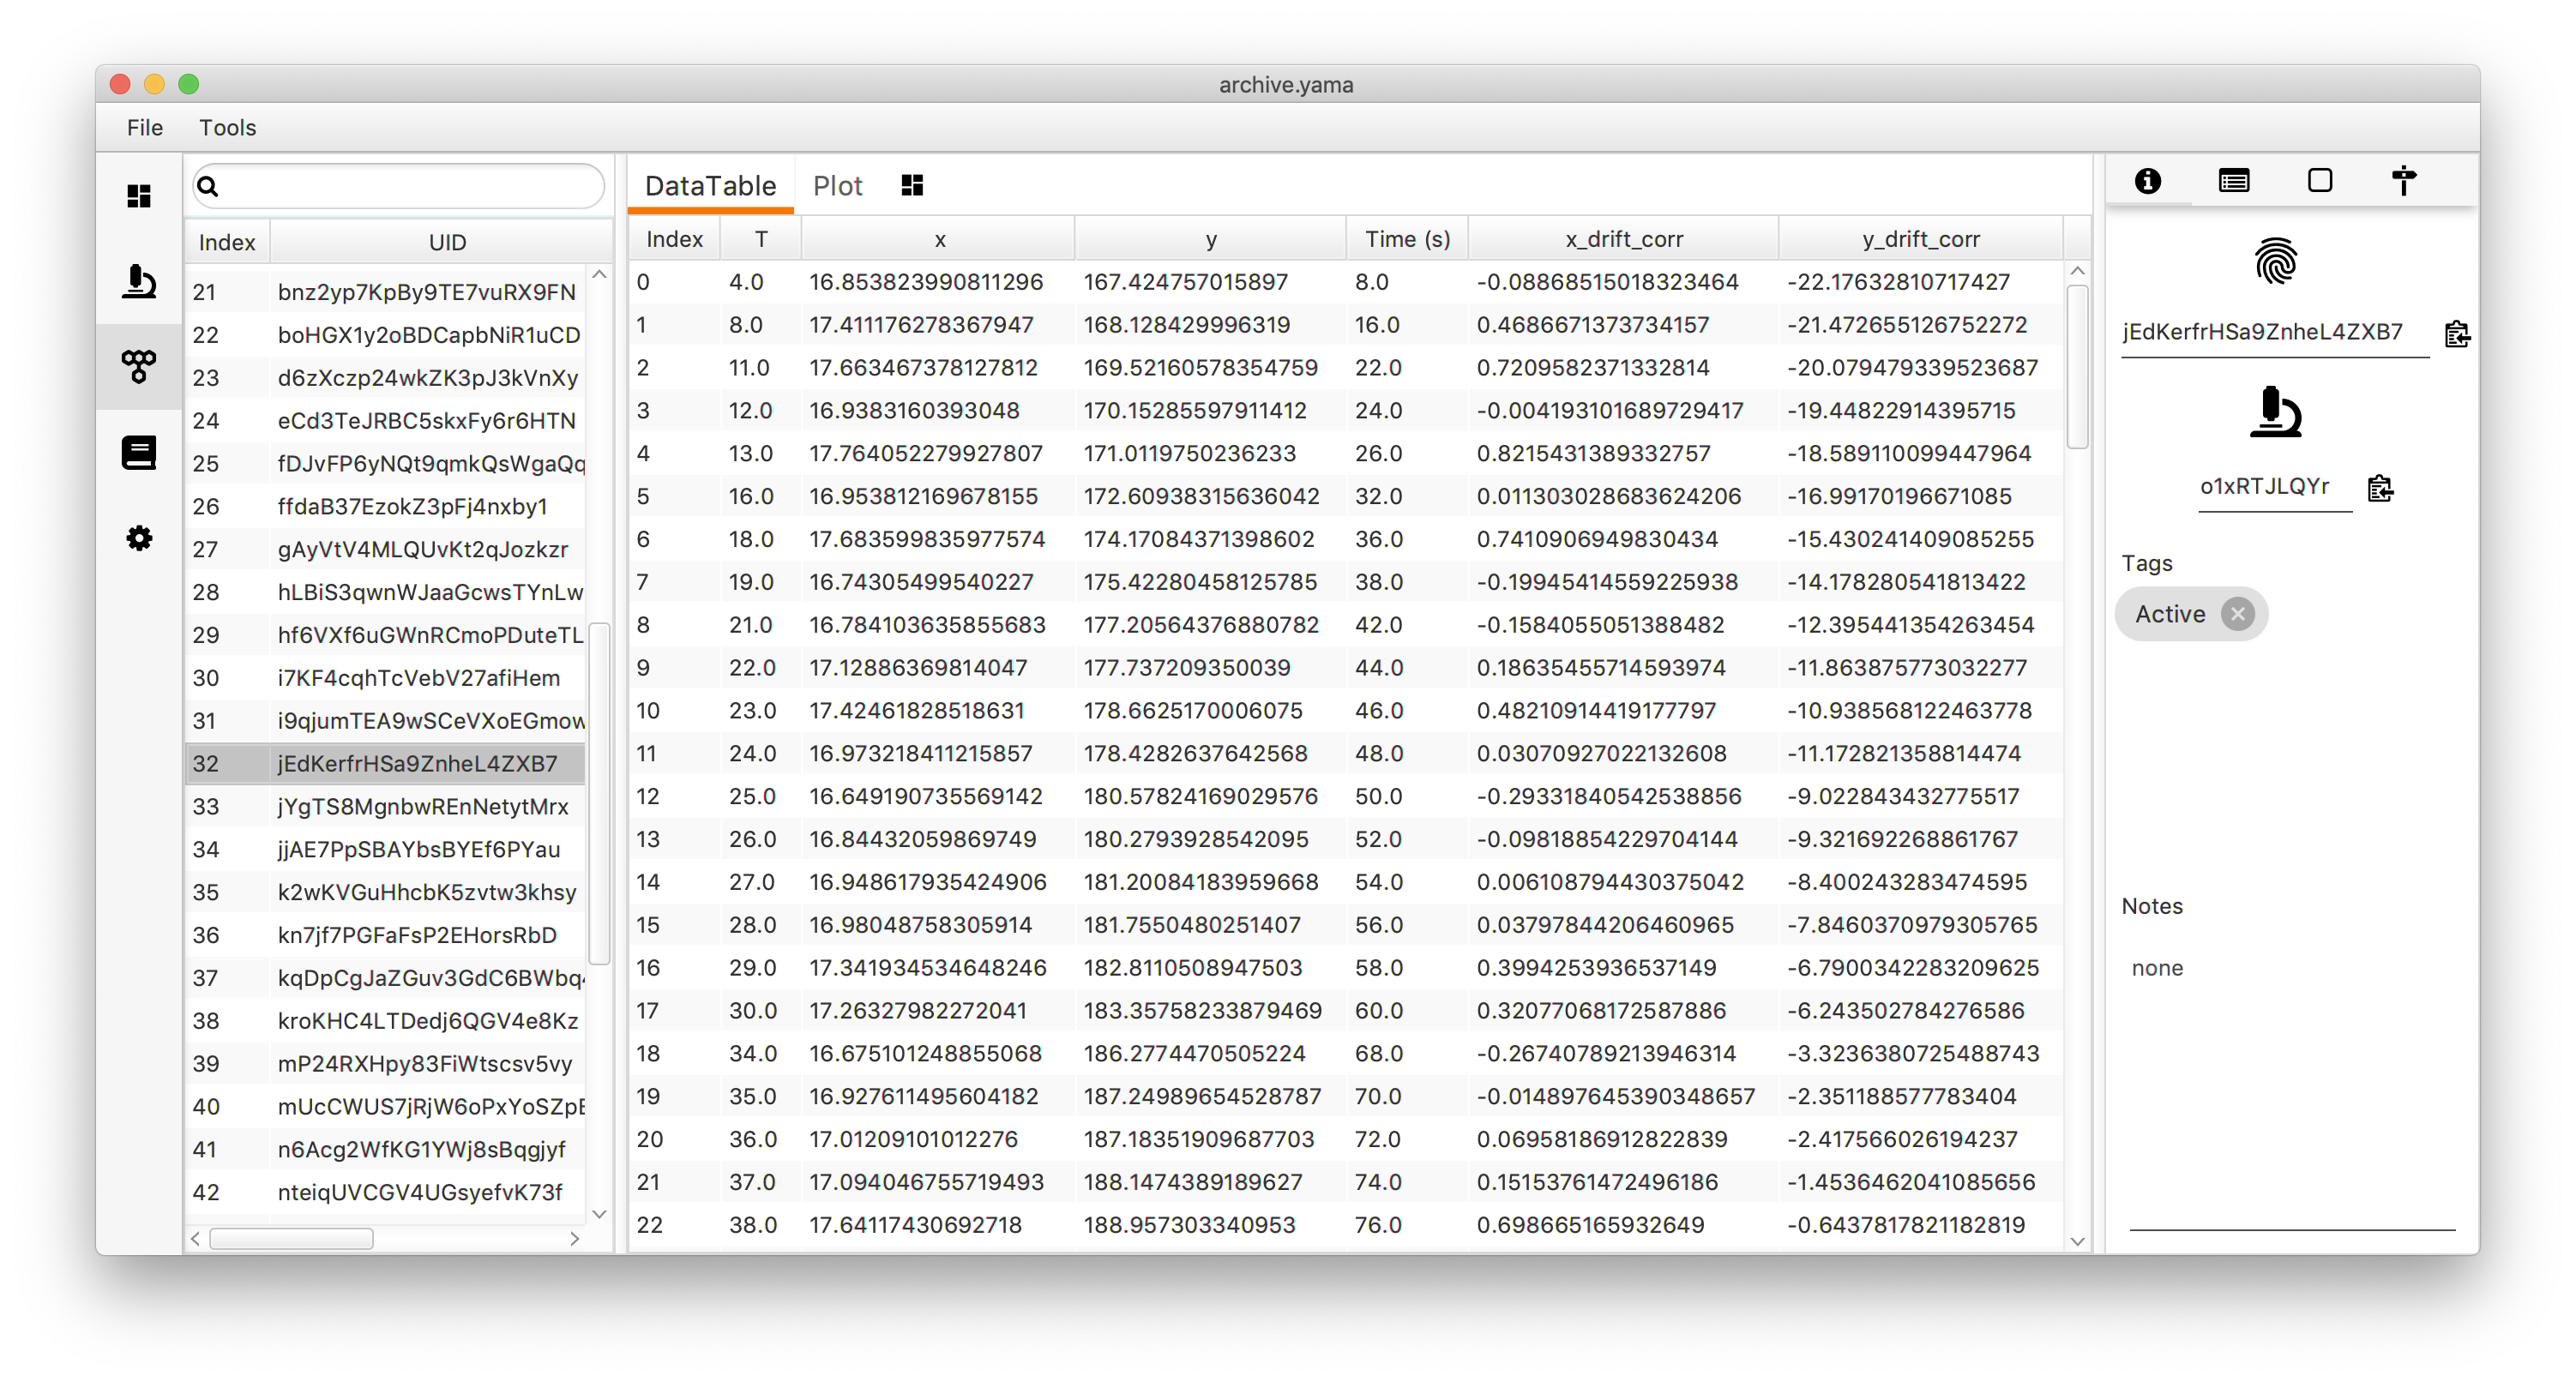 archive.yama
File Tools
DataTable Plot
Index UID
21 bnz2yp7KpBy9TE7vuRX9FN
22 boHGX1y2oBDCapbNiR1uCD
23 d6zXczp24wkZK3pJ3kVnXy
24 eCd3TeJRBC5skxFy6r6HTN
25 fDJvFP6yNQt9qmkQsWgaQq
26 ffdaB37EzokZ3pFj4nxby1
27 gAyVtV4MLQUvKt2qJozkzr
28 hLBiS3qwnWJaaGcwsTYnLw
29 hf6VXf6uGWnRCmoPDuteTL
30 i7KF4cqhTcVebV27afiHem
31 i9qjumTEA9wSCeVXoEGmow
32 jEdKerfrHSa9ZnheL4ZXB7
33 jYgTS8MgnbwREnNetytMrx
34 jjAE7PpSBAYbsBYEf6PYau
35 k2wKVGuHhcbK5zvtw3khsy
36 kn7jf7PGFaFsP2EHorsRbD
37 kqDpCgJaZGuv3GdC6BWbq4
38 kroKHC4LTDedj6QGV4e8Kz
39 mP24RXHpy83FiWtscsv5vy
40 mUcCWUS7jRjW6oPxYoSZpE
41 n6Acg2WfKG1YWj8sBqgjyf
42 nteiqUVCGV4UGsyefvK73f
Index T x y Time (s) x_drift_corr y_drift_corr
0 4.0 16.853823990811296 167.424757015897 8.0 -0.08868515018323464 -22.17632810717427
1 8.0 17.411176278367947 168.128429996319 16.0 0.4686671373734157 -21.472655126752272
2 11.0 17.663467378127812 169.52160578354759 22.0 0.7209582371332814 -20.079479339523687
3 12.0 16.9383160393048 170.15285597911412 24.0 -0.004193101689729417 -19.44822914395715
4 13.0 17.764052279927807 171.0119750236233 26.0 0.8215431389332757 -18.589110099447964
5 16.0 16.953812169678155 172.60938315636042 32.0 0.011303028683624206 -16.99170196671085
6 18.0 17.683599835977574 174.17084371398602 36.0 0.7410906949830434 -15.430241409085255
7 19.0 16.74305499540227 175.42280458125785 38.0 -0.19945414559225938 -14.178280541813422
8 21.0 16.784103635855683 177.20564376880782 42.0 -0.1584055051388482 -12.395441354263454
9 22.0 17.12886369814047 177.737209350039 44.0 0.18635455714593974 -11.863875773032277
10 23.0 17.42461828518631 178.6625170006075 46.0 0.48210914419177797 -10.938568122463778
11 24.0 16.973218411215857 178.4282637642568 48.0 0.03070927022132608 -11.172821358814474
12 25.0 16.649190735569142 180.57824169029576 50.0 -0.29331840542538856 -9.022843432775517
13 26.0 16.84432059869749 180.2793928542095 52.0 -0.09818854229704144 -9.321692268861767
14 27.0 16.948617935424906 181.20084183959668 54.0 0.006108794430375042 -8.400243283474595
15 28.0 16.98048758305914 181.7550480251407 56.0 0.03797844206460965 -7.8460370979305765
16 29.0 17.341934534648246 182.8110508947503 58.0 0.3994253936537149 -6.7900342283209625
17 30.0 17.26327982272041 183.35758233879469 60.0 0.32077068172587886 -6.243502784276586
18 34.0 16.675101248855068 186.2774470505224 68.0 -0.26740789213946314 -3.3236380725488743
19 35.0 16.927611495604182 187.24989654528787 70.0 -0.014897645390348657 -2.351188577783404
20 36.0 17.01209101012276 187.18351909687703 72.0 0.06958186912822839 -2.417566026194237
21 37.0 17.094046755719493 188.1474389189627 74.0 0.15153761472496186 -1.4536462041085656
22 38.0 17.64117430692718 188.957303340953 76.0 0.698665165932649 -0.6437817821182819
jEdKerfrHSa9ZnheL4ZXB7
o1xRTJLQYr
Tags
Active
Notes
none